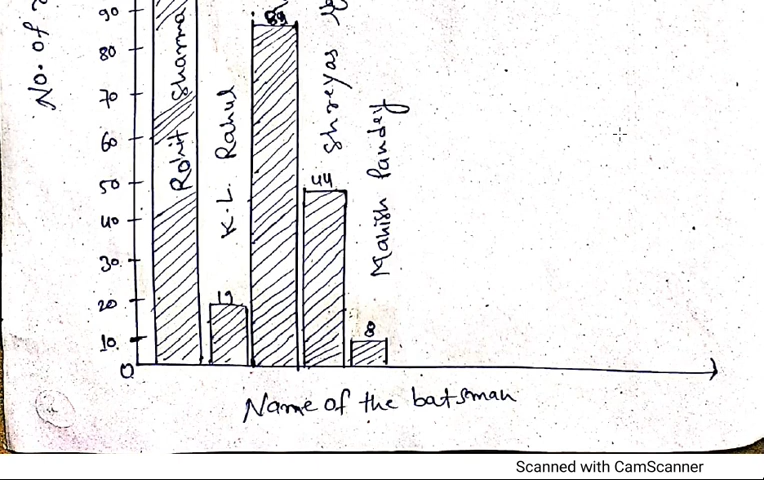 No. of
90
80
70
60
50
40
30
20
10
0
Rohit Sharma
K.L. Rahul
19
89
Shreyas
44
Manish Pandey
8
Name of the batsman
Scanned with CamScanner